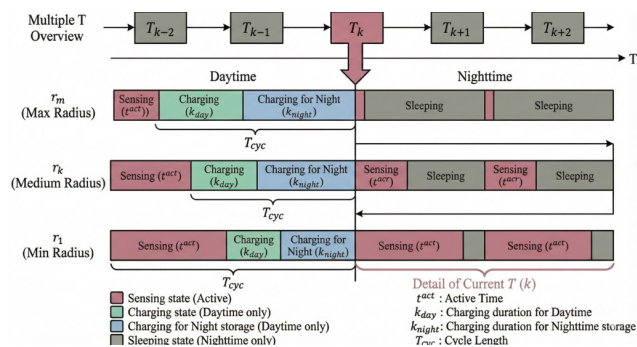 Multiple T
Overview
T_{k-2}
T_{k-1}
T_k
T_{k+1}
T_{k+2}
T
Daytime
Nighttime
r_m
(Max Radius)
Sensing
(t^{act}))
Charging
(k_{day})
Charging for Night
(k_{night})
Sleeping
Sleeping
T_{cyc}
r_k
(Medium Radius)
Sensing (t^{act})
Charging
(k_{day})
Charging for Night
(k_{night})
Sensing
(t^{acr})
Sleeping
Sensing
(t^{acr})
Sleeping
T_{cyc}
r_1
(Min Radius)
Sensing (t^{act})
Charging
(k_{day})
Charging for
Night (k_{night})
Sensing (t^{act})
Sensing (t^{act})
T_{cyc}
Detail of Current T (k)
Sensing state (Active)
Charging state (Daytime only)
Charging for Night storage (Daytime only)
Sleeping state (Nighttime only)
t^{act} : Active Time
k_{day} : Charging duration for Daytime
k_{night}: Charging duration for Nighttime storage
T_{cyc} : Cycle Length